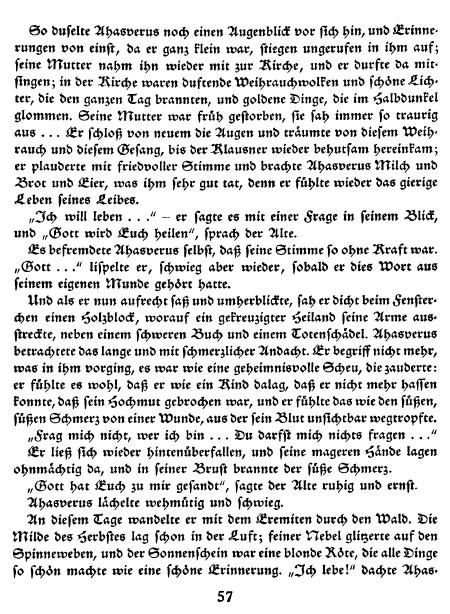 So duselte Ahasverus noch einen Augenblick vor sich hin, und Erinne-
rungen von einst, da er ganz klein war, stiegen ungerufen in ihm auf;
seine Mutter nahm ihn wieder mit zur Kirche, und er durfte da mit-
singen; in der Kirche waren duftende Weihrauchwolken und schöne Lich-
ter, die den ganzen Tag brannten, und goldene Dinge, die im Halbdunkel
glommen. Seine Mutter war früh gestorben, sie sah immer so traurig
aus ... Er schloß von neuem die Augen und träumte von diesem Weih-
rauch und diesem Gesang, bis der Klausner wieder behutsam hereinkam;
er plauderte mit friedvoller Stimme und brachte Ahasverus Milch und
Brot und Eier, was ihm sehr gut tat, denn er fühlte wieder das gierige
Leben seines Leibes.
„Ich will leben ...“ – er sagte es mit einer Frage in seinem Blick,
und „Gott wird Euch heilen“, sprach der Alte.
Es befremdete Ahasverus selbst, daß seine Stimme so ohne Kraft war.
„Gott ...“ lispelte er, schwieg aber wieder, sobald er dies Wort aus
seinem eigenen Munde gehört hatte.
Und als er nun aufrecht saß und umherblickte, sah er dicht beim Fenster-
chen einen Holzblock, worauf ein gekreuzigter Heiland seine Arme aus-
streckte, neben einem schweren Buch und einem Totenschädel. Ahasverus
betrachtete das lange und mit schmerzlicher Andacht. Er begriff nicht mehr,
was in ihm vorging, es war wie eine geheimnisvolle Scheu, die zauderte:
er fühlte es wohl, daß er wie ein Kind dalag, daß er nicht mehr hassen
konnte, daß sein Hochmut gebrochen war, und er fühlte das wie den süßen,
süßen Schmerz von einer Wunde, aus der sein Blut unsichtbar wegtropfte.
„Frag mich nicht, wer ich bin ... Du darfst mich nichts fragen ...“
Er ließ sich wieder hintenüberfallen, und seine mageren Hände lagen
ohnmächtig da, und in seiner Brust brannte der süße Schmerz.
„Gott hat Euch zu mir gesandt“, sagte der Alte ruhig und ernst.
Ahasverus lächelte wehmütig und schwieg.
An diesem Tage wandelte er mit dem Eremiten durch den Wald. Die
Milde des Herbstes lag schon in der Luft; feiner Nebel glitzerte auf den
Spinneweben, und der Sonnenschein war eine blonde Röte, die alle Dinge
so schön machte wie eine schöne Erinnerung. „Ich lebe!“ dachte Ahas-
57